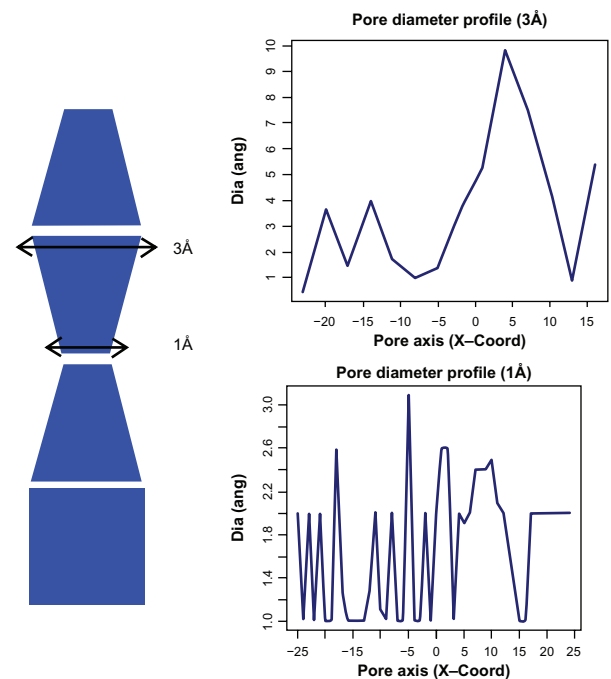 3Å
1Å
Pore diameter profile (3Å)
Dia (ang)
10
9
8
7
6
5
4
3
2
1
−20 −15 −10 −5 0 5 10 15
Pore axis (X–Coord)
Pore diameter profile (1Å)
Dia (ang)
3.0
2.6
2.2
1.8
1.4
1.0
−25 −15 −10 −5 0 5 10 15 20 25
Pore axis (X–Coord)